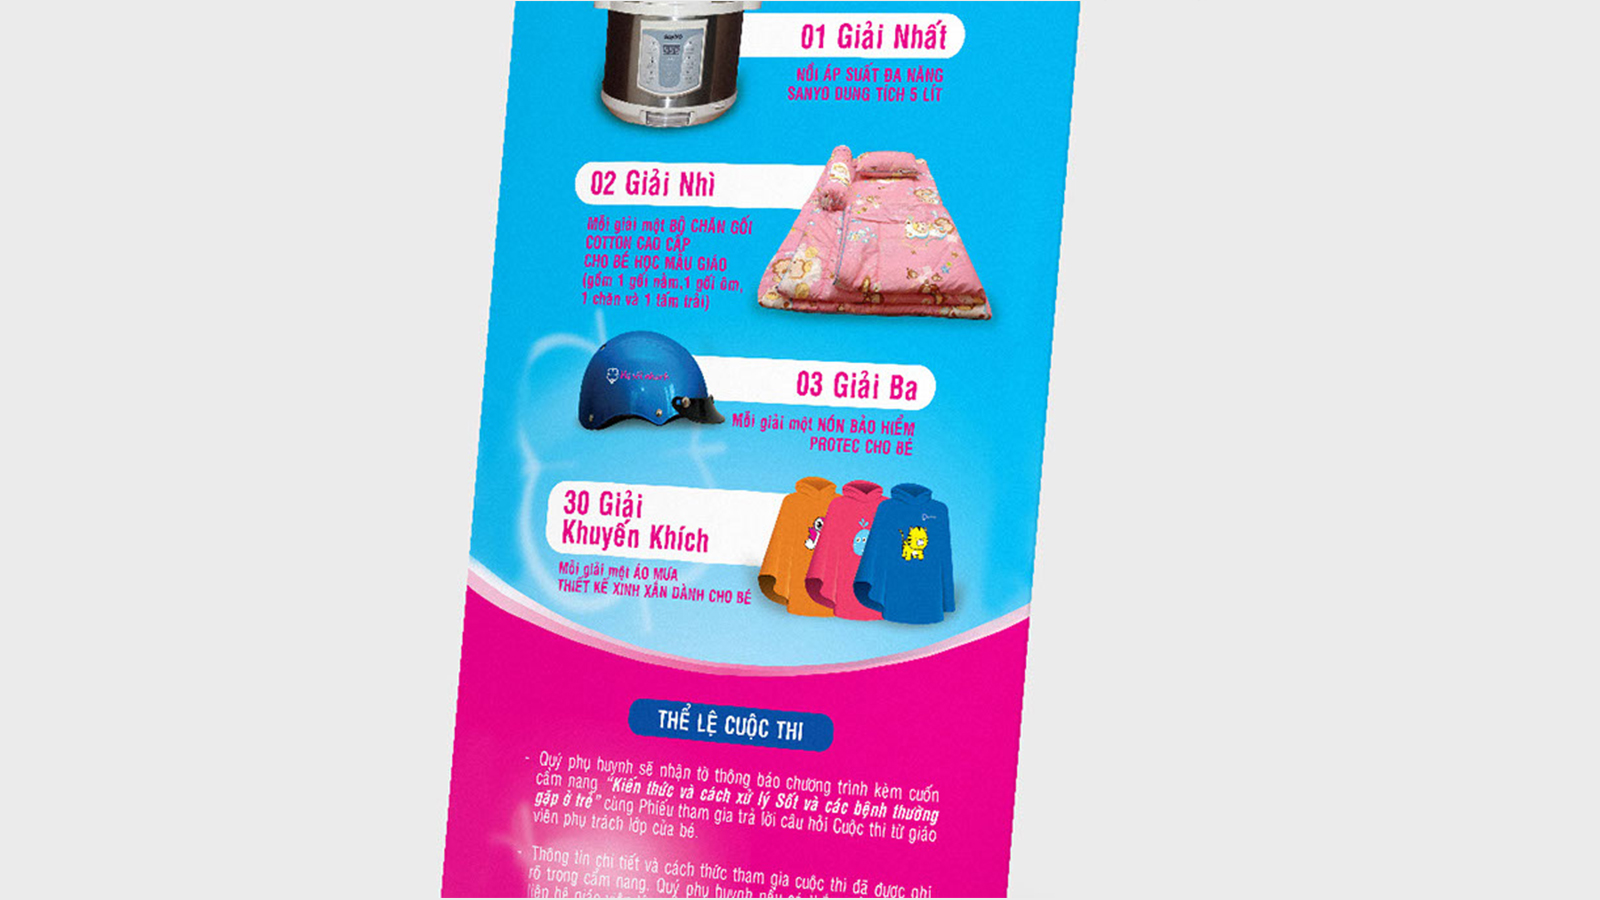 SANYO
01 Giải Nhất
NỒI ÁP SUẤT ĐA NĂNG
SANYO DUNG TÍCH 5 LÍT
02 Giải Nhì
Mỗi giải một BỘ CHĂN GỐI
COTTON CAO CẤP
CHO BÉ HỌC MẪU GIÁO
(gồm 1 gối nằm,1 gối ôm,
1 chăn và 1 tấm trải)
03 Giải Ba
Mỗi giải một NÓN BẢO HIỂM
PROTEC CHO BÉ
30 Giải
Khuyến Khích
Mỗi giải một ÁO MƯA
THIẾT KẾ XINH XẮN DÀNH CHO BÉ
THỂ LỆ CUỘC THI
- Quý phụ huynh sẽ nhận tờ thông báo chương trình kèm cuốn
cẩm nang "Kiến thức và cách xử lý Sốt và các bệnh thường
gặp ở trẻ" cùng Phiếu tham gia trả lời câu hỏi Cuộc thi từ giáo
viên phụ trách lớp của bé.
- Thông tin chi tiết và cách thức tham gia cuộc thi đã được ghi
rõ trong cẩm nang. Quý phụ huynh nếu có
liên hệ giáo viên